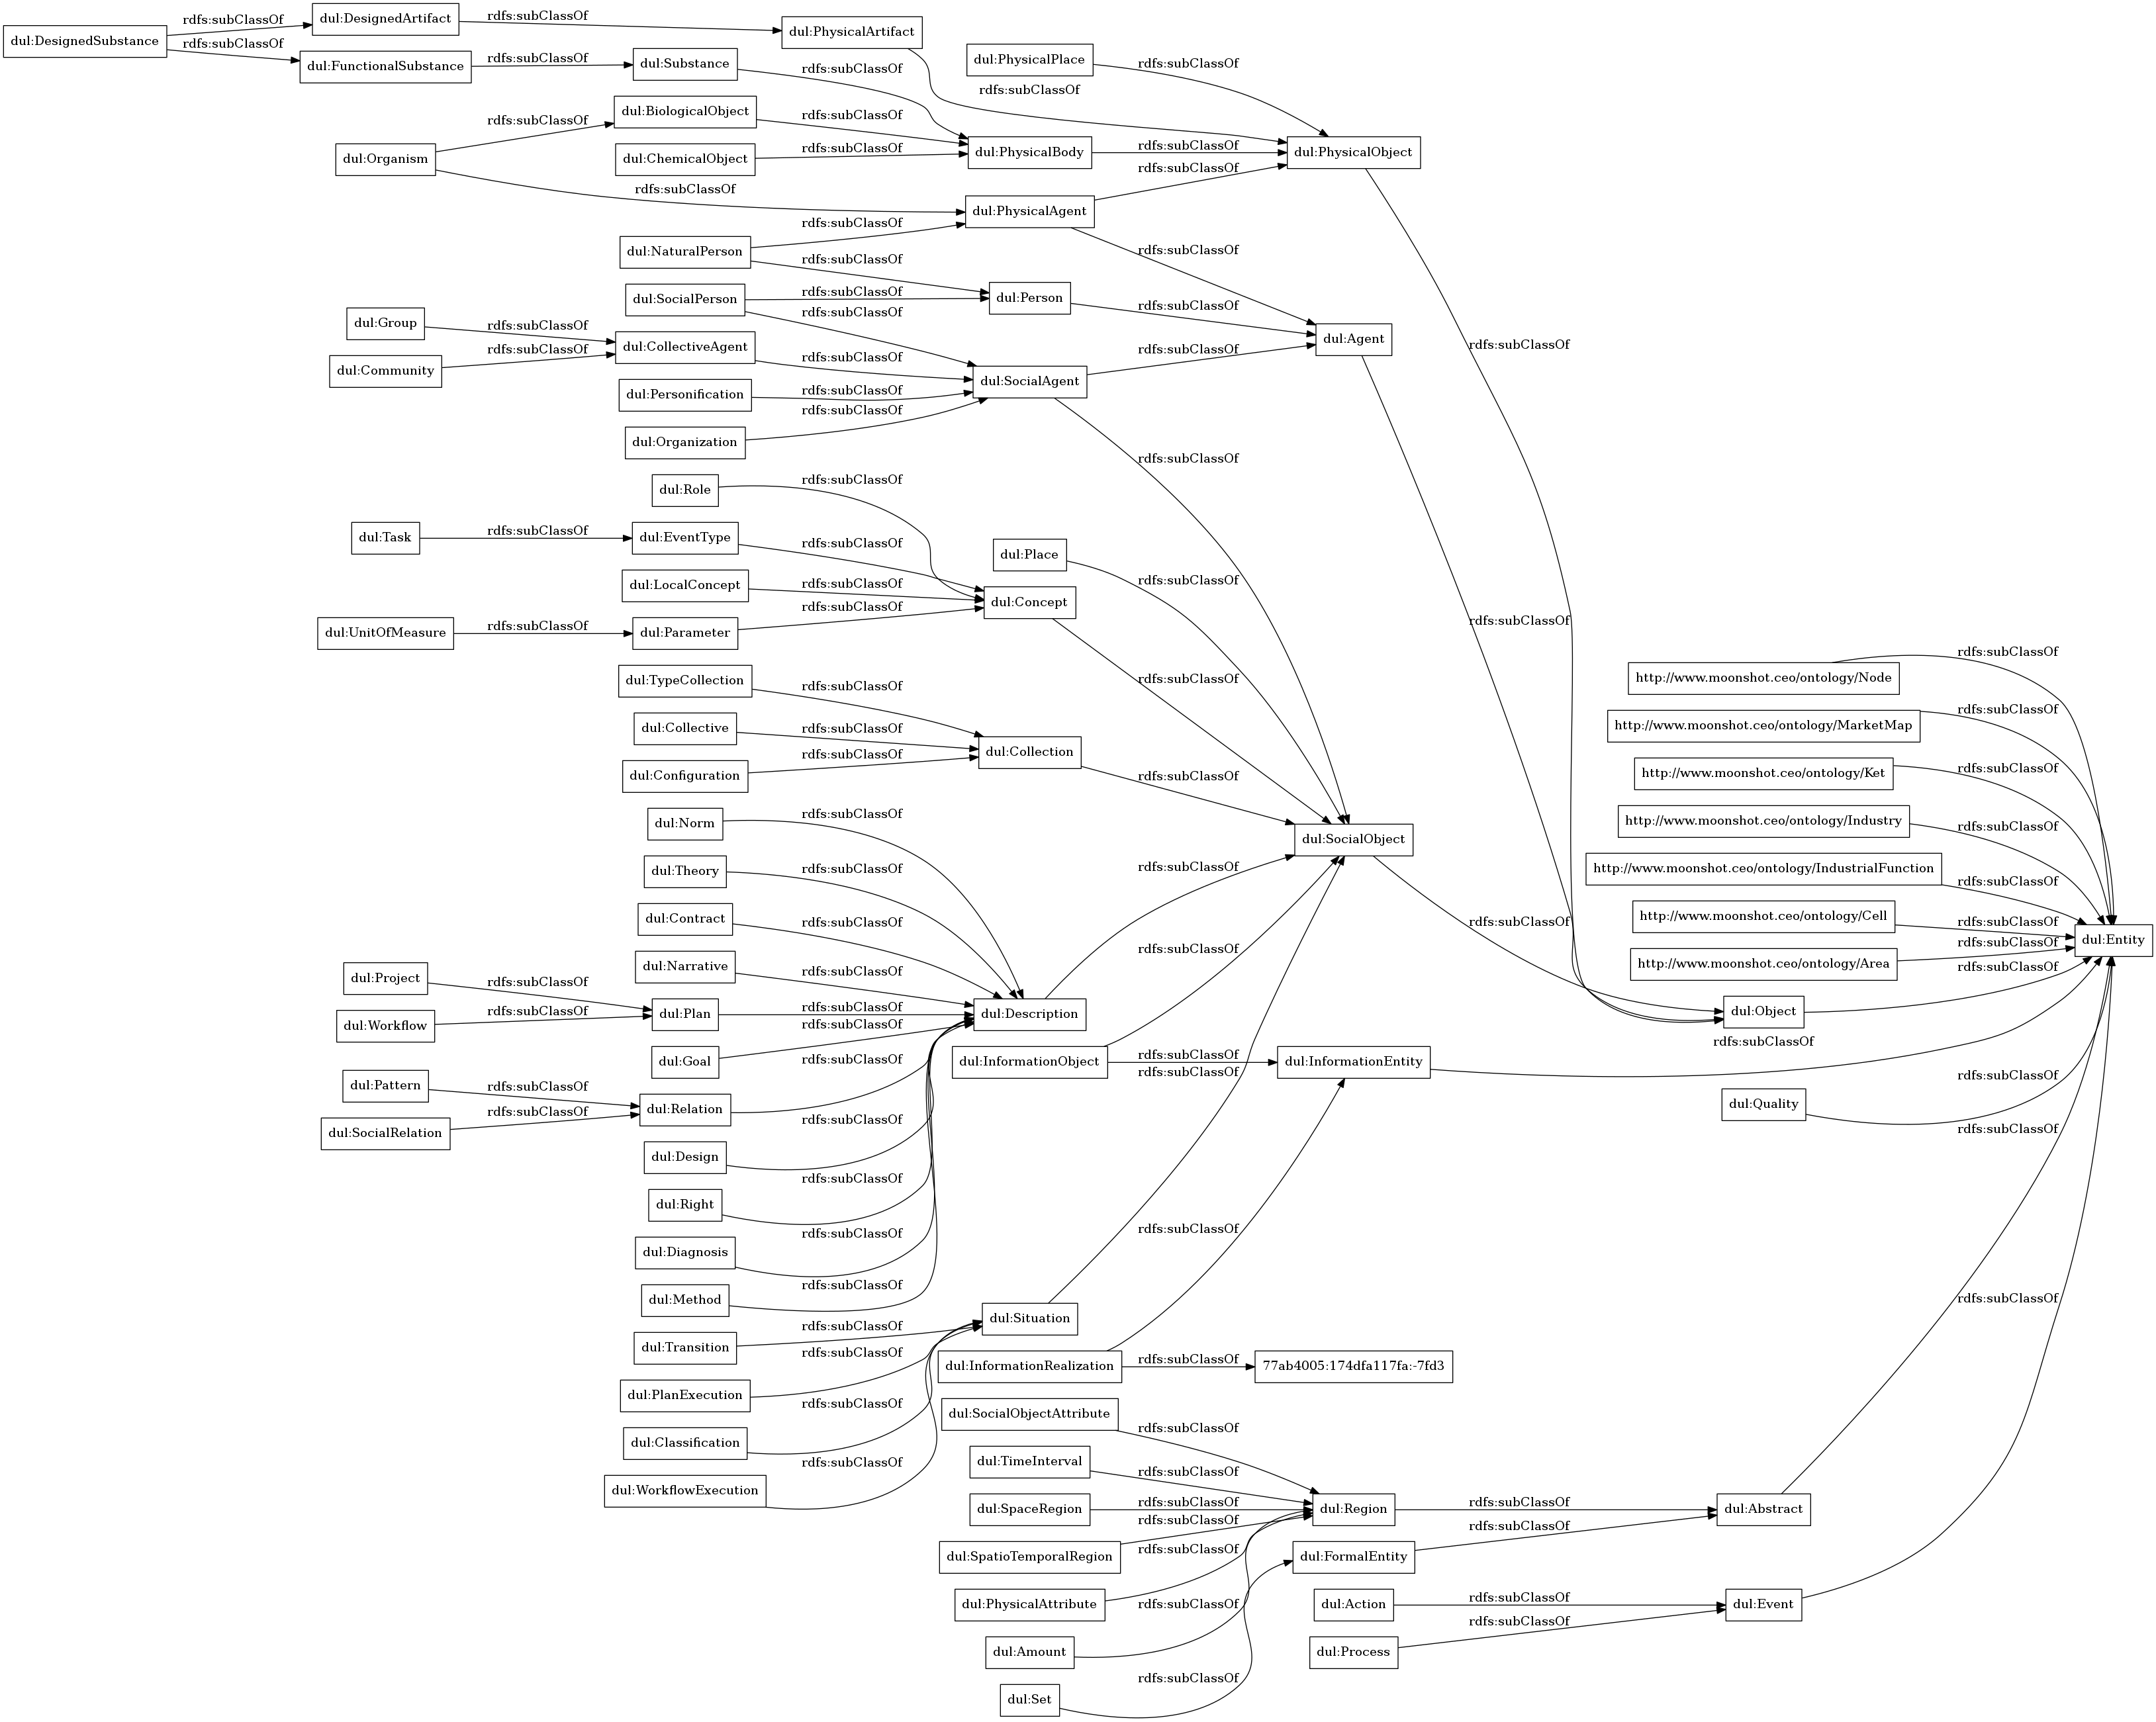 dul:DesignedSubstance
rdfs:subClassOf
rdfs:subClassOf
dul:DesignedArtifact
rdfs:subClassOf
dul:PhysicalArtifact
dul:FunctionalSubstance
rdfs:subClassOf
dul:Substance
rdfs:subClassOf
rdfs:subClassOf
dul:PhysicalPlace
rdfs:subClassOf
dul:BiologicalObject
rdfs:subClassOf
dul:Organism
rdfs:subClassOf
rdfs:subClassOf
dul:ChemicalObject
rdfs:subClassOf
dul:PhysicalBody
rdfs:subClassOf
dul:PhysicalObject
rdfs:subClassOf
dul:PhysicalAgent
rdfs:subClassOf
rdfs:subClassOf
dul:NaturalPerson
rdfs:subClassOf
rdfs:subClassOf
dul:SocialPerson
rdfs:subClassOf
rdfs:subClassOf
dul:Person
rdfs:subClassOf
dul:Group
rdfs:subClassOf
dul:Community
rdfs:subClassOf
dul:CollectiveAgent
rdfs:subClassOf
dul:Agent
rdfs:subClassOf
dul:Personification
rdfs:subClassOf
dul:SocialAgent
rdfs:subClassOf
rdfs:subClassOf
dul:Organization
rdfs:subClassOf
dul:Role
rdfs:subClassOf
dul:Task
rdfs:subClassOf
dul:EventType
rdfs:subClassOf
dul:Place
rdfs:subClassOf
dul:LocalConcept
rdfs:subClassOf
dul:Concept
rdfs:subClassOf
dul:UnitOfMeasure
rdfs:subClassOf
dul:Parameter
rdfs:subClassOf
dul:TypeCollection
rdfs:subClassOf
dul:Collective
rdfs:subClassOf
dul:Configuration
rdfs:subClassOf
dul:Collection
rdfs:subClassOf
http://www.moonshot.ceo/ontology/Node
rdfs:subClassOf
http://www.moonshot.ceo/ontology/MarketMap
rdfs:subClassOf
http://www.moonshot.ceo/ontology/Ket
rdfs:subClassOf
http://www.moonshot.ceo/ontology/Industry
rdfs:subClassOf
http://www.moonshot.ceo/ontology/IndustrialFunction
rdfs:subClassOf
http://www.moonshot.ceo/ontology/Cell
rdfs:subClassOf
http://www.moonshot.ceo/ontology/Area
rdfs:subClassOf
dul:Entity
dul:Norm
rdfs:subClassOf
dul:Theory
rdfs:subClassOf
dul:Contract
rdfs:subClassOf
dul:Narrative
rdfs:subClassOf
dul:SocialObject
rdfs:subClassOf
dul:Project
rdfs:subClassOf
dul:Workflow
rdfs:subClassOf
dul:Plan
rdfs:subClassOf
dul:Goal
rdfs:subClassOf
dul:Description
rdfs:subClassOf
dul:Object
rdfs:subClassOf
dul:InformationObject
rdfs:subClassOf
rdfs:subClassOf
dul:InformationEntity
rdfs:subClassOf
dul:Pattern
rdfs:subClassOf
dul:SocialRelation
rdfs:subClassOf
dul:Relation
rdfs:subClassOf
dul:Quality
rdfs:subClassOf
dul:Design
rdfs:subClassOf
dul:Right
rdfs:subClassOf
dul:Diagnosis
rdfs:subClassOf
dul:Method
rdfs:subClassOf
dul:Transition
rdfs:subClassOf
dul:Situation
rdfs:subClassOf
dul:PlanExecution
rdfs:subClassOf
dul:InformationRealization
rdfs:subClassOf
rdfs:subClassOf
77ab4005:174dfa117fa:-7fd3
dul:Classification
rdfs:subClassOf
dul:WorkflowExecution
rdfs:subClassOf
dul:SocialObjectAttribute
rdfs:subClassOf
dul:TimeInterval
rdfs:subClassOf
dul:SpaceRegion
rdfs:subClassOf
dul:Region
rdfs:subClassOf
dul:Abstract
rdfs:subClassOf
dul:SpatioTemporalRegion
rdfs:subClassOf
dul:FormalEntity
rdfs:subClassOf
dul:PhysicalAttribute
rdfs:subClassOf
dul:Action
rdfs:subClassOf
dul:Event
rdfs:subClassOf
dul:Amount
rdfs:subClassOf
dul:Process
rdfs:subClassOf
dul:Set
rdfs:subClassOf